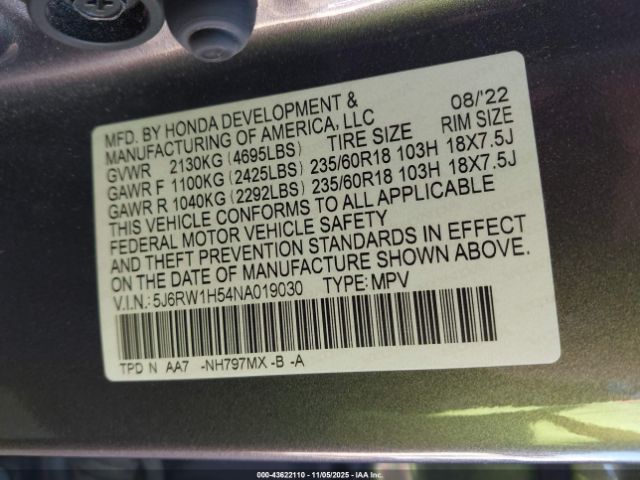 MFD. BY HONDA DEVELOPMENT &
MANUFACTURING OF AMERICA, LLC 08/'22
GVWR 2130KG (4695LBS) TIRE SIZE RIM SIZE
GAWR F 1100KG (2425LBS) 235/60R18 103H 18X7.5J
GAWR R 1040KG (2292LBS) 235/60R18 103H 18X7.5J
THIS VEHICLE CONFORMS TO ALL APPLICABLE
FEDERAL MOTOR VEHICLE SAFETY
AND THEFT PREVENTION STANDARDS IN EFFECT
ON THE DATE OF MANUFACTURE SHOWN ABOVE.
V.I.N.: 5J6RW1H54NA019030 TYPE: MPV
TPD N AA7 -NH797MX -B -A
000-43622110 - 11/05/2025 - IAA Inc.